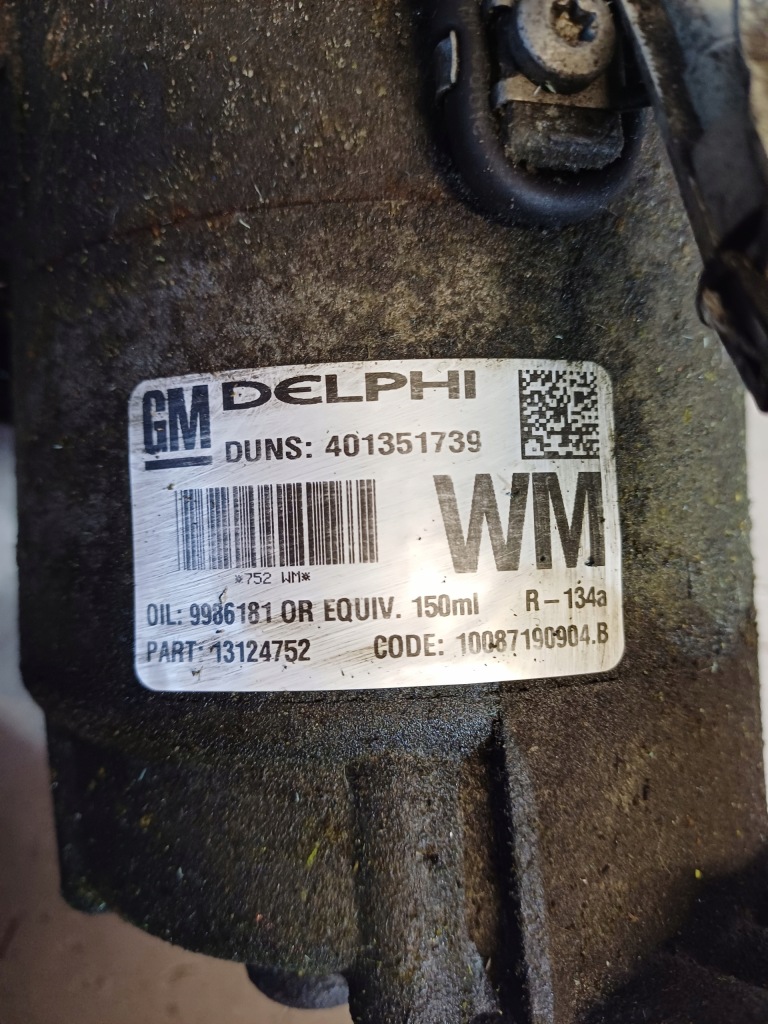 GM DELPHI
DUNS: 401351739
WM
*752 WM*
OIL: 9986181 OR EQUIV. 150ml R-134a
PART: 13124752 CODE: 10087190904.B